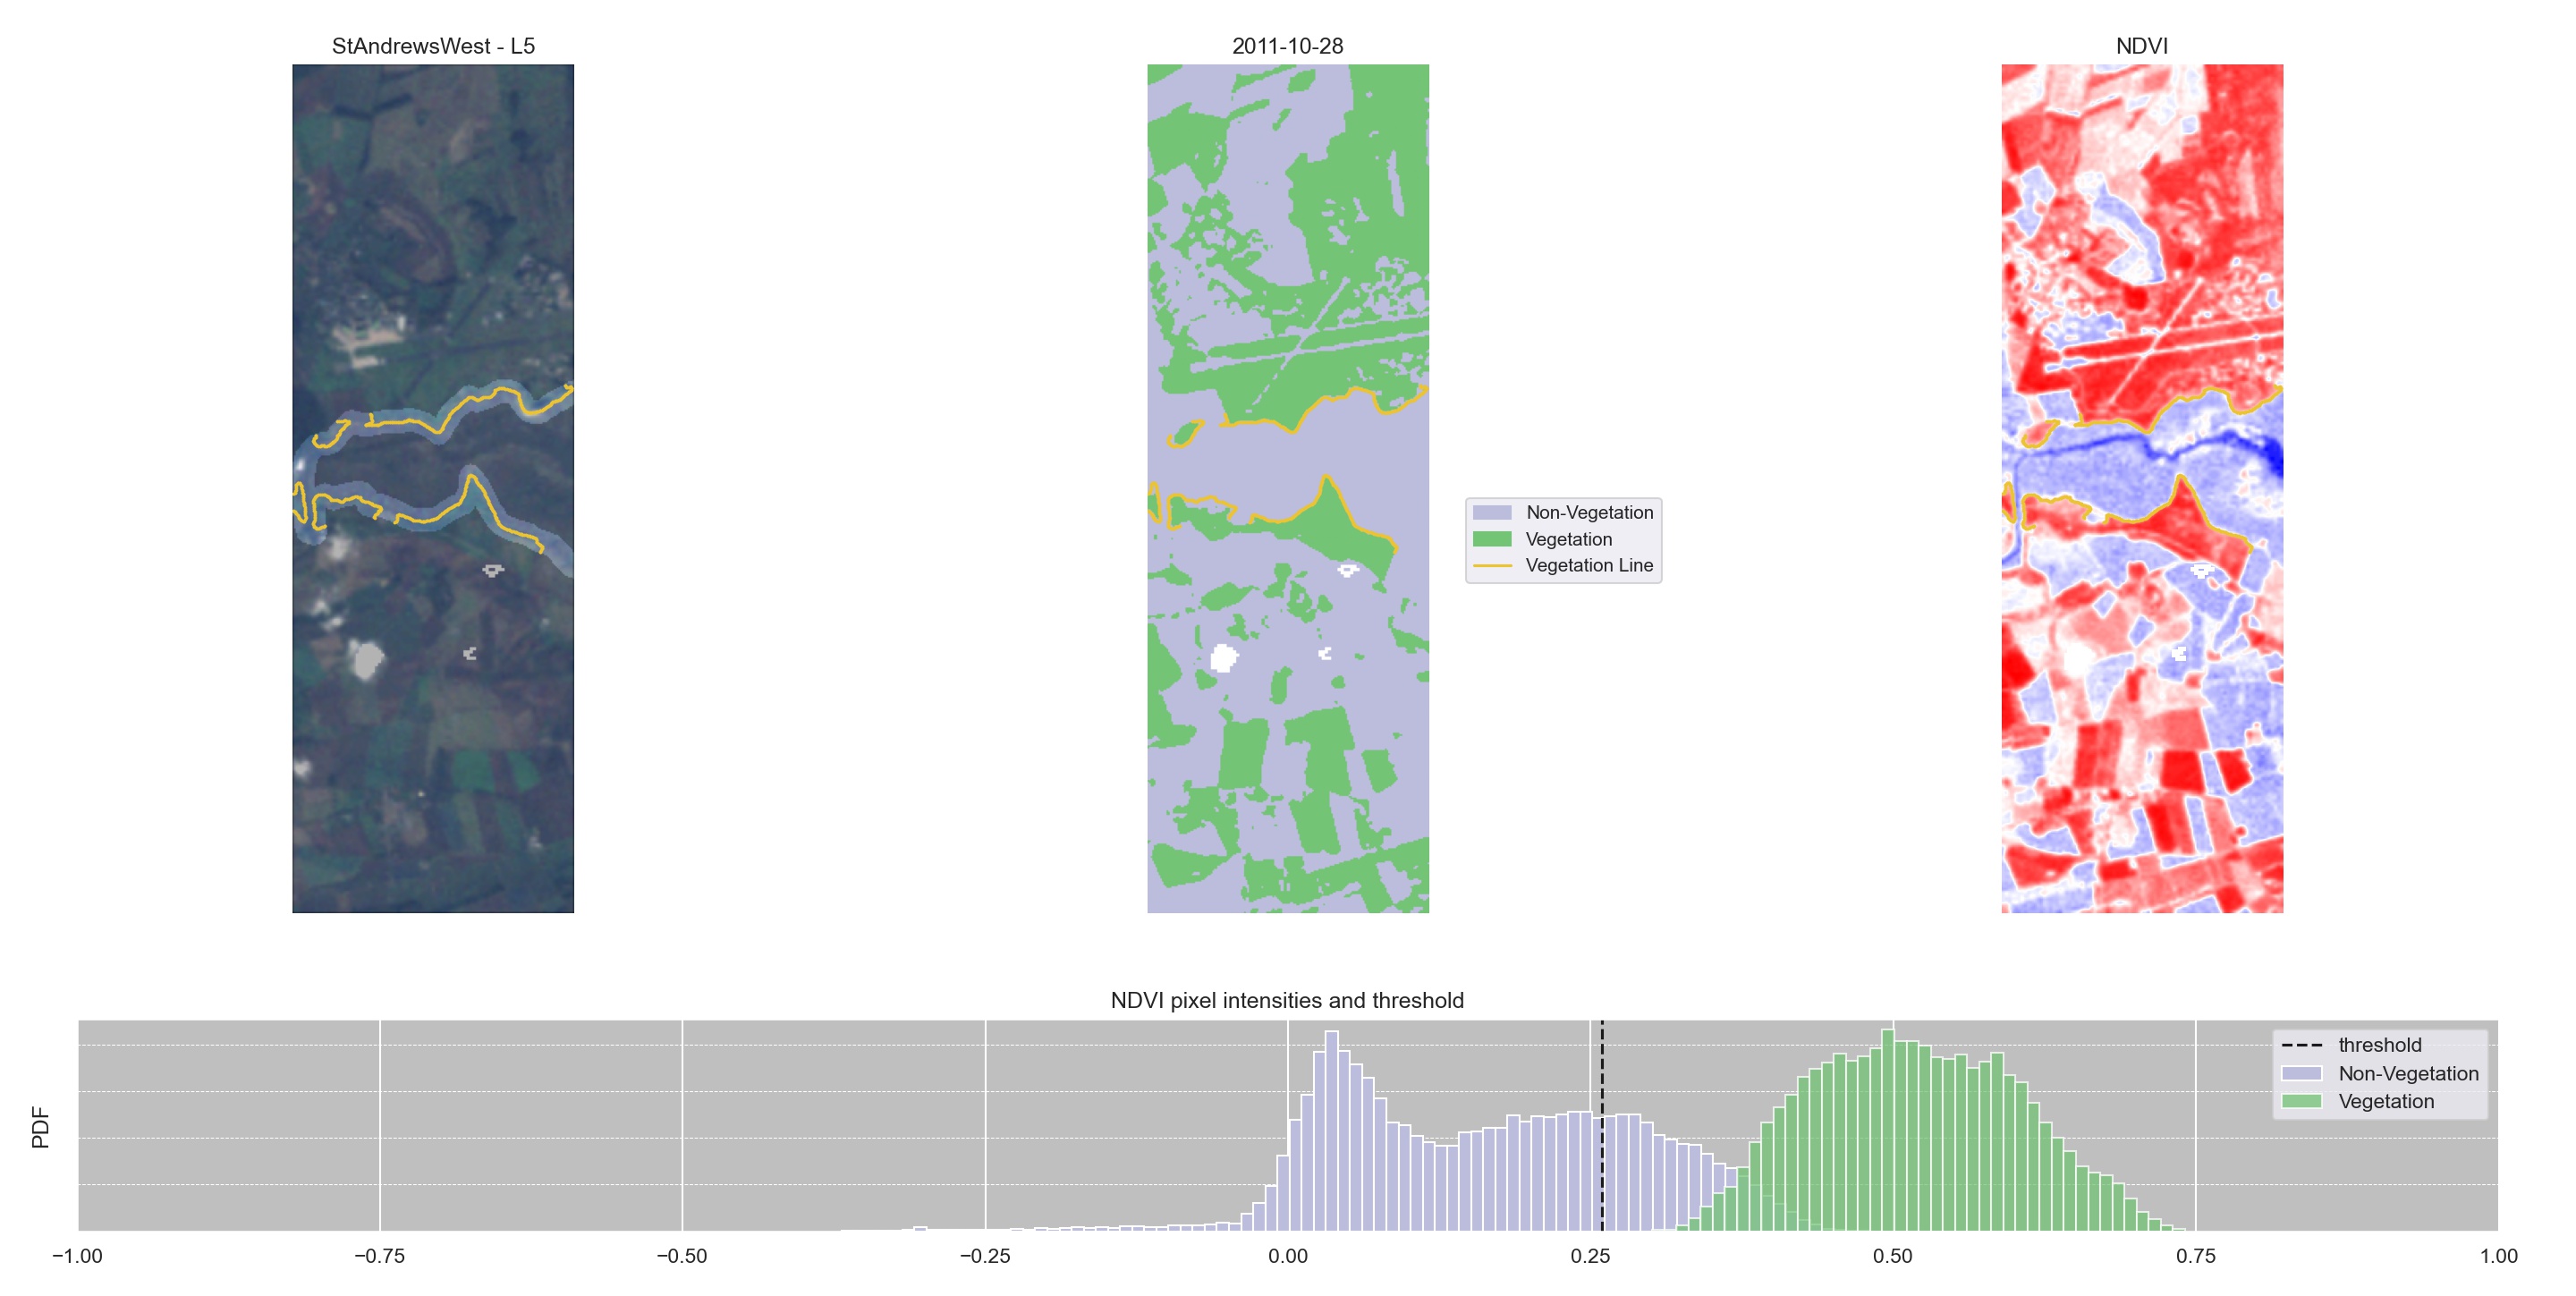 StAndrewsWest - L5
2011-10-28
NDVI
Non-Vegetation
Vegetation
Vegetation Line
NDVI pixel intensities and threshold
PDF
threshold
Non-Vegetation
Vegetation
−1.00 −0.75 −0.50 −0.25 0.00 0.25 0.50 0.75 1.00